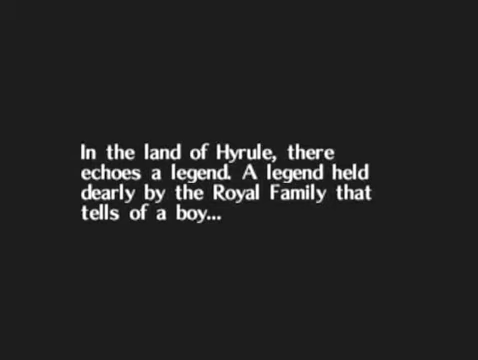 In the land of Hyrule, there
echoes a legend. A legend held
dearly by the Royal Family that
tells of a boy...